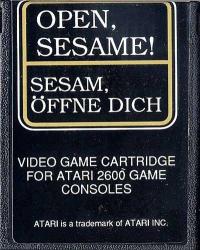 OPEN,
SESAME!
SESAM,
ÖFFNE DICH
VIDEO GAME CARTRIDGE
FOR ATARI 2600 GAME
CONSOLES
ATARI is a trademark of ATARI INC.